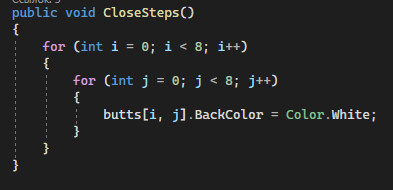 public void CloseSteps()
{
for (int i = 0; i < 8; i++)
{
for (int j = 0; j < 8; j++)
{
butts[i, j].BackColor = Color.White;
}
}
}